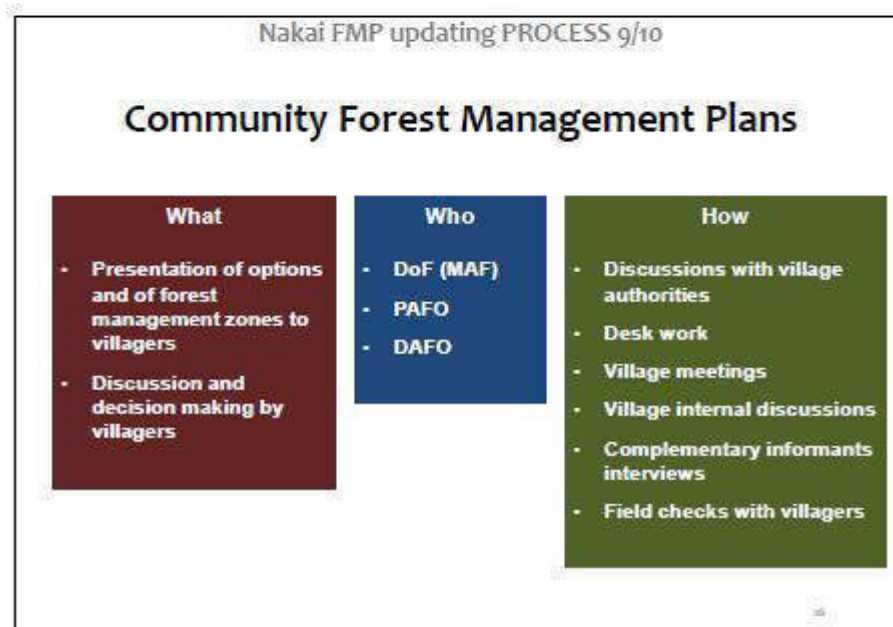 Nakai FMP updating PROCESS 9/10
Community Forest Management Plans
What
• Presentation of options
and of forest
management zones to
villagers
• Discussion and
decision making by
villagers
Who
• DoF (MAF)
• PAFO
• DAFO
How
• Discussions with village
authorities
• Desk work
• Village meetings
• Village internal discussions
• Complementary informants
interviews
• Field checks with villagers